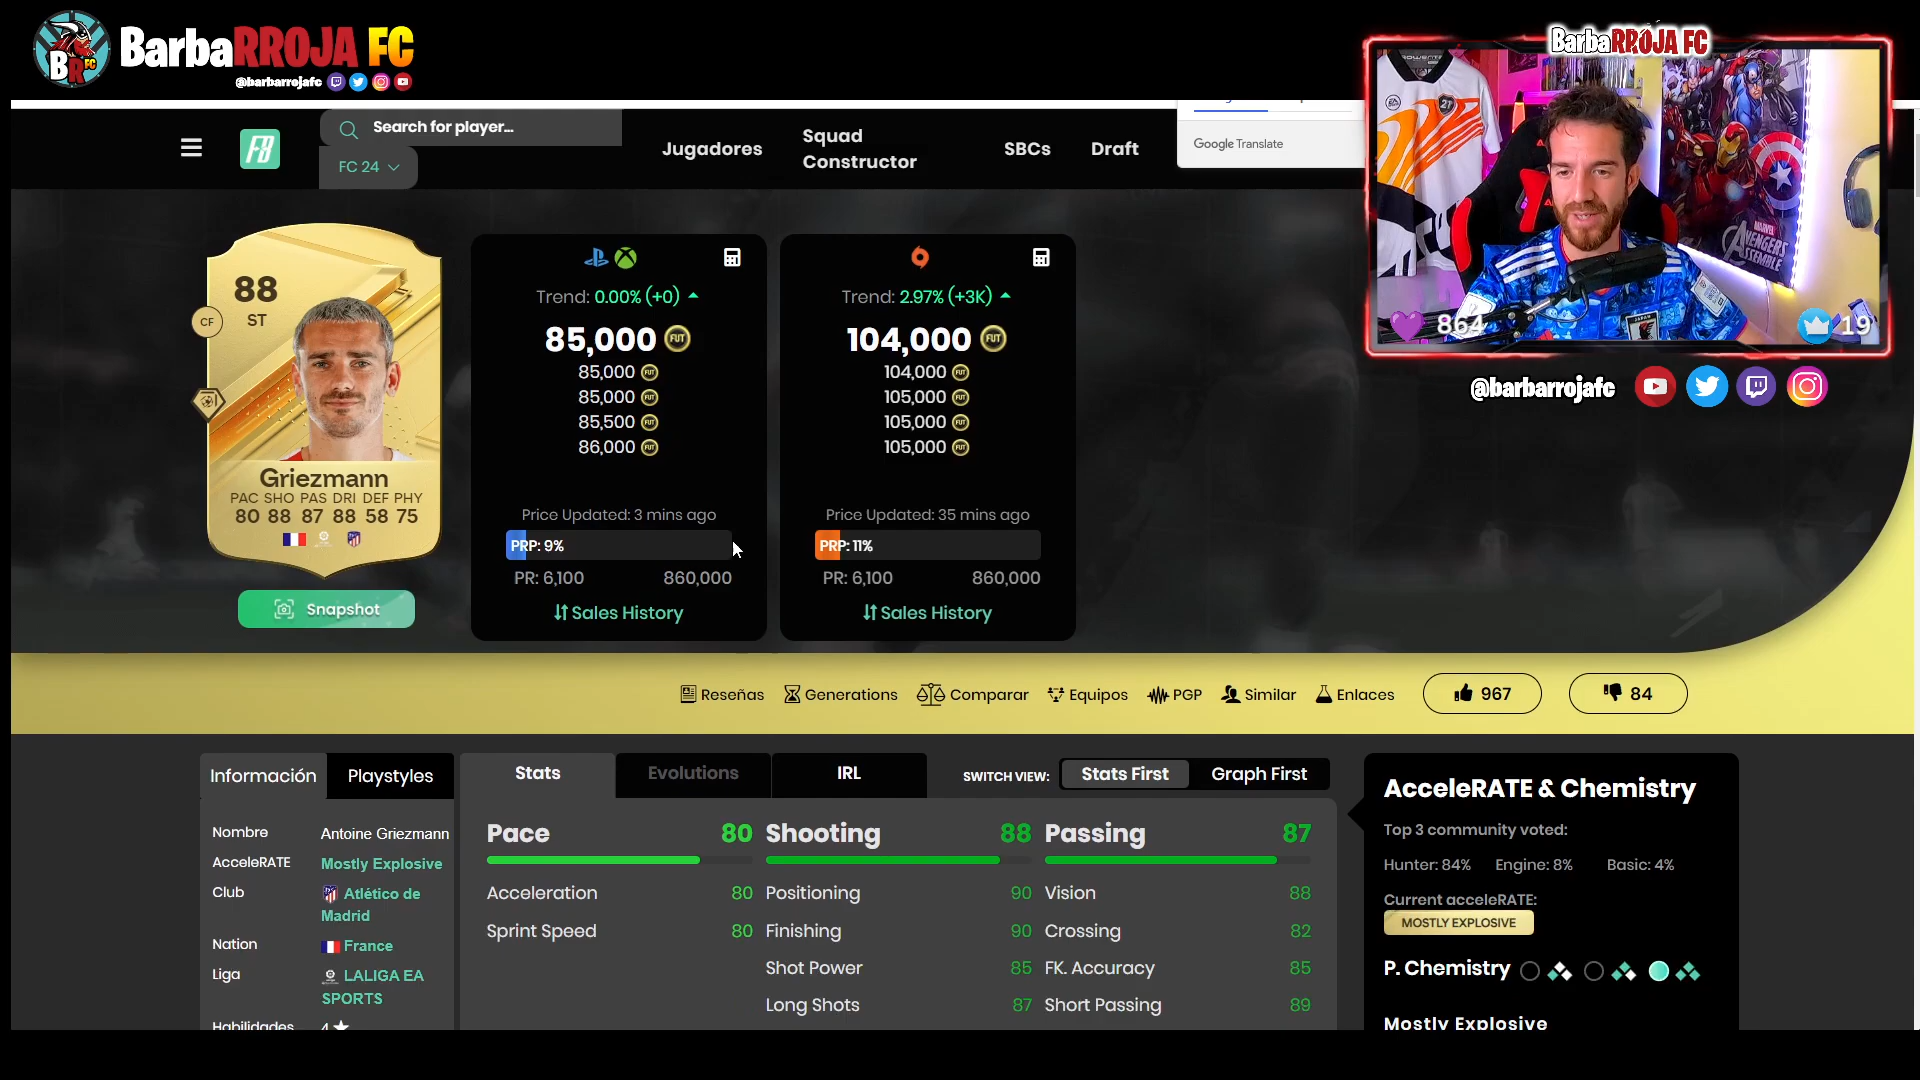 BarbaRROJA FC
@barbarrojafc
Search for player...
FC 24
Jugadores
Squad
Constructor
SBCs
Draft
Google Translate
BarbaRROJA FC
21
MARVEL
AVENGERS
ASSEMBLE
JAPAN
864
19
@barbarrojafc
88
ST
CF
Griezmann
PAC SHO PAS DRI DEF PHY
80 88 87 88 58 75
Snapshot
Trend: 0.00% (+0)
85,000
85,000
85,000
85,500
86,000
Price Updated: 3 mins ago
PRP: 9%
PR: 6,100 860,000
Sales History
Trend: 2.97% (+3K)
104,000
104,000
105,000
105,000
105,000
Price Updated: 35 mins ago
PRP: 11%
PR: 6,100 860,000
Sales History
Reseñas Generations Comparar Equipos PGP Similar Enlaces 967 84
Información Playstyles
Nombre Antoine Griezmann
AcceleRATE Mostly Explosive
Club Atlético de
Madrid
Nation France
Liga LALIGA EA
SPORTS
Habilidades 4
Stats Evolutions IRL SWITCH VIEW: Stats First Graph First
Pace 80
Acceleration 80
Sprint Speed 80
Shooting 88
Positioning 90
Finishing 90
Shot Power 85
Long Shots 87
Passing 87
Vision 88
Crossing 82
FK. Accuracy 85
Short Passing 89
AcceleRATE & Chemistry
Top 3 community voted:
Hunter: 84% Engine: 8% Basic: 4%
Current acceleRATE:
MOSTLY EXPLOSIVE
P. Chemistry
Mostly Explosive